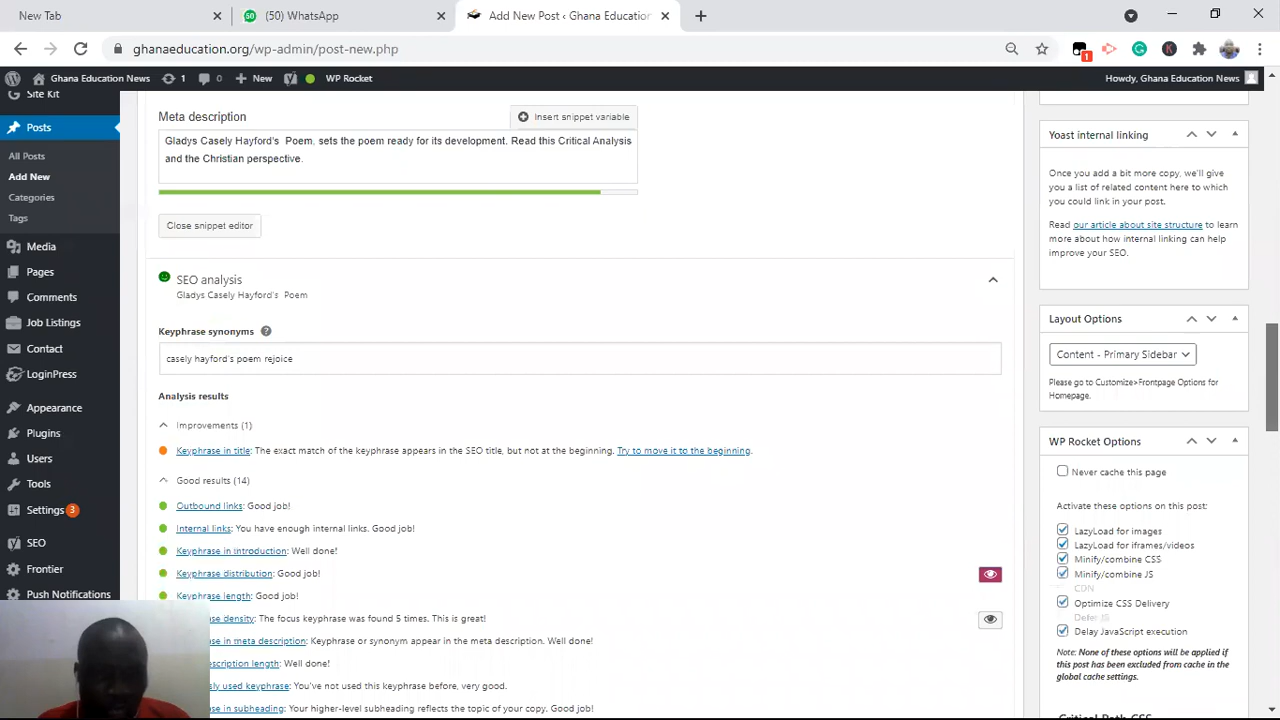 New Tab
(50) WhatsApp
Add New Post ‹ Ghana Education
ghanaeducation.org/wp-admin/post-new.php
1
Ghana Education News
1
0
New
WP Rocket
Howdy, Ghana Education News
Site Kit
Posts
All Posts
Add New
Categories
Tags
Media
Pages
Comments
Job Listings
Contact
LoginPress
Appearance
Plugins
Users
Tools
Settings 3
SEO
Frontier
Push Notifications
Meta description
Insert snippet variable
Gladys Casely Hayford's Poem, sets the poem ready for its development. Read this Critical Analysis
and the Christian perspective.
Close snippet editor
SEO analysis
Gladys Casely Hayford's Poem
Keyphrase synonyms
casely hayford's poem rejoice
Analysis results
Improvements (1)
Keyphrase in title: The exact match of the keyphrase appears in the SEO title, but not at the beginning. Try to move it to the beginning.
Good results (14)
Outbound links: Good job!
Internal links: You have enough internal links. Good job!
Keyphrase in introduction: Well done!
Keyphrase distribution: Good job!
Keyphrase length: Good job!
se density: The focus keyphrase was found 5 times. This is great!
se in meta description: Keyphrase or synonym appear in the meta description. Well done!
scription length: Well done!
sly used keyphrase: You've not used this keyphrase before, very good.
se in subheading: Your higher-level subheading reflects the topic of your copy. Good job!
Yoast internal linking
Once you add a bit more copy, we'll give
you a list of related content here to which
you could link in your post.
Read our article about site structure to learn
more about how internal linking can help
improve your SEO.
Layout Options
Content - Primary Sidebar
Please go to Customize>Frontpage Options for
Homepage.
WP Rocket Options
Never cache this page
Activate these options on this post:
LazyLoad for images
LazyLoad for iframes/videos
Minify/combine CSS
Minify/combine JS
CDN
Optimize CSS Delivery
Defer JS
Delay JavaScript execution
Note: None of these options will be applied if
this post has been excluded from cache in the
global cache settings.
Critical Path CSS